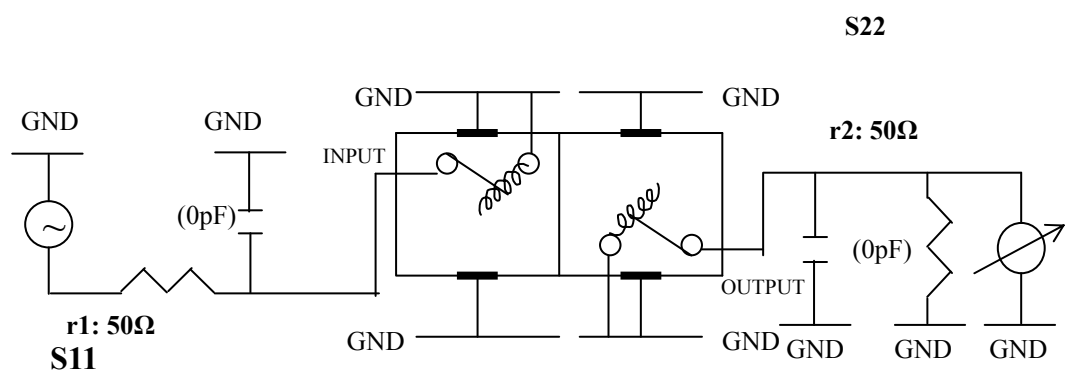 S22
GND
GND
GND
GND
r2: 50Ω
INPUT
(0pF)
(0pF)
OUTPUT
r1: 50Ω
S11
GND
GND
GND
GND
GND